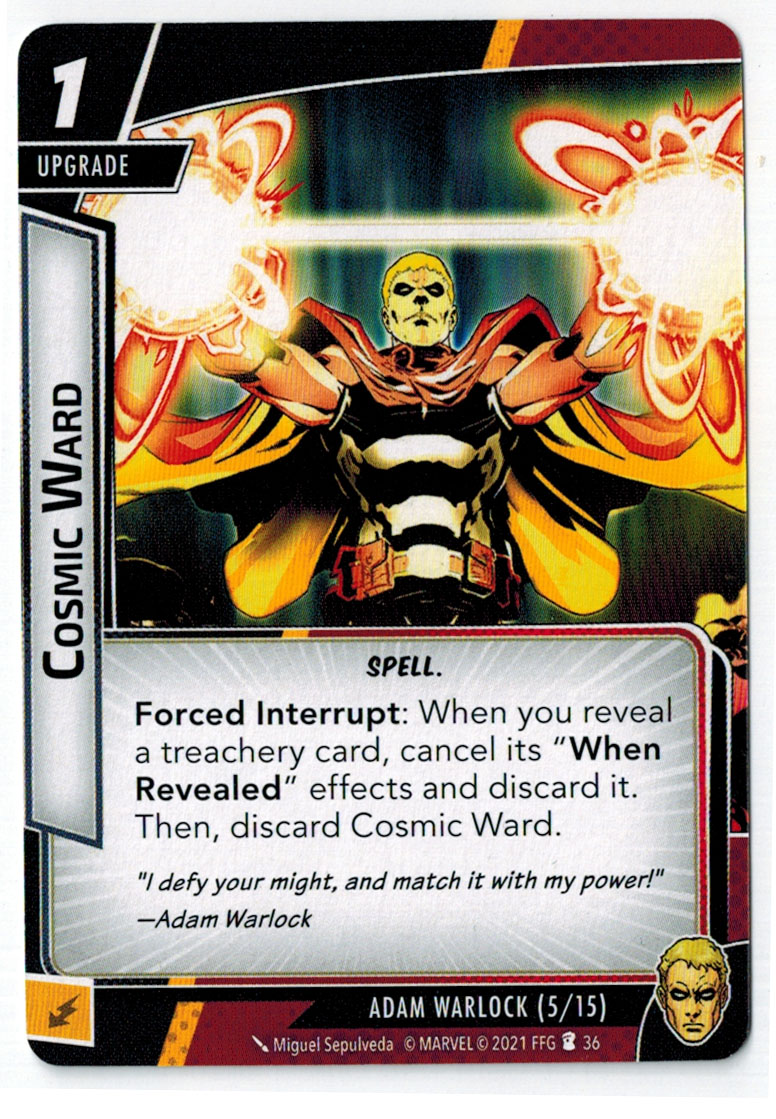 1
UPGRADE
COSMIC WARD
SPELL.
Forced Interrupt: When you reveal
a treachery card, cancel its “When
Revealed” effects and discard it.
Then, discard Cosmic Ward.
"I defy your might, and match it with my power!"
—Adam Warlock
ADAM WARLOCK (5/15)
Miguel Sepulveda © MARVEL © 2021 FFG 36